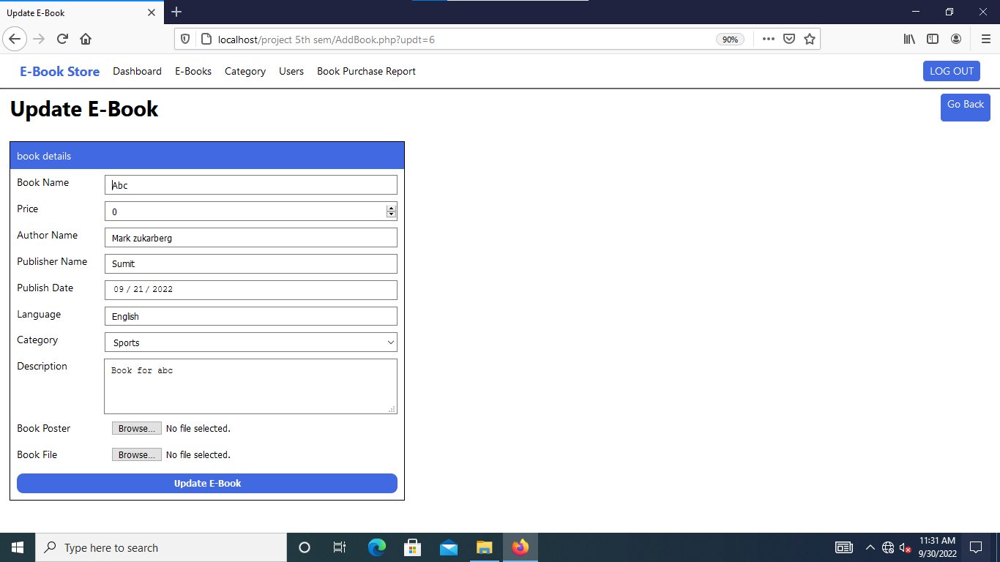 Update E-Book
localhost/project 5th sem/AddBook.php?updt=6 90%
E-Book Store Dashboard E-Books Category Users Book Purchase Report LOG OUT
Update E-Book Go Back
book details
Book Name Abc
Price 0
Author Name Mark zukarberg
Publisher Name Sumit
Publish Date 09 / 21 / 2022
Language English
Category Sports
Description Book for abc
Book Poster Browse... No file selected.
Book File Browse... No file selected.
Update E-Book
Type here to search 11:31 AM
9/30/2022